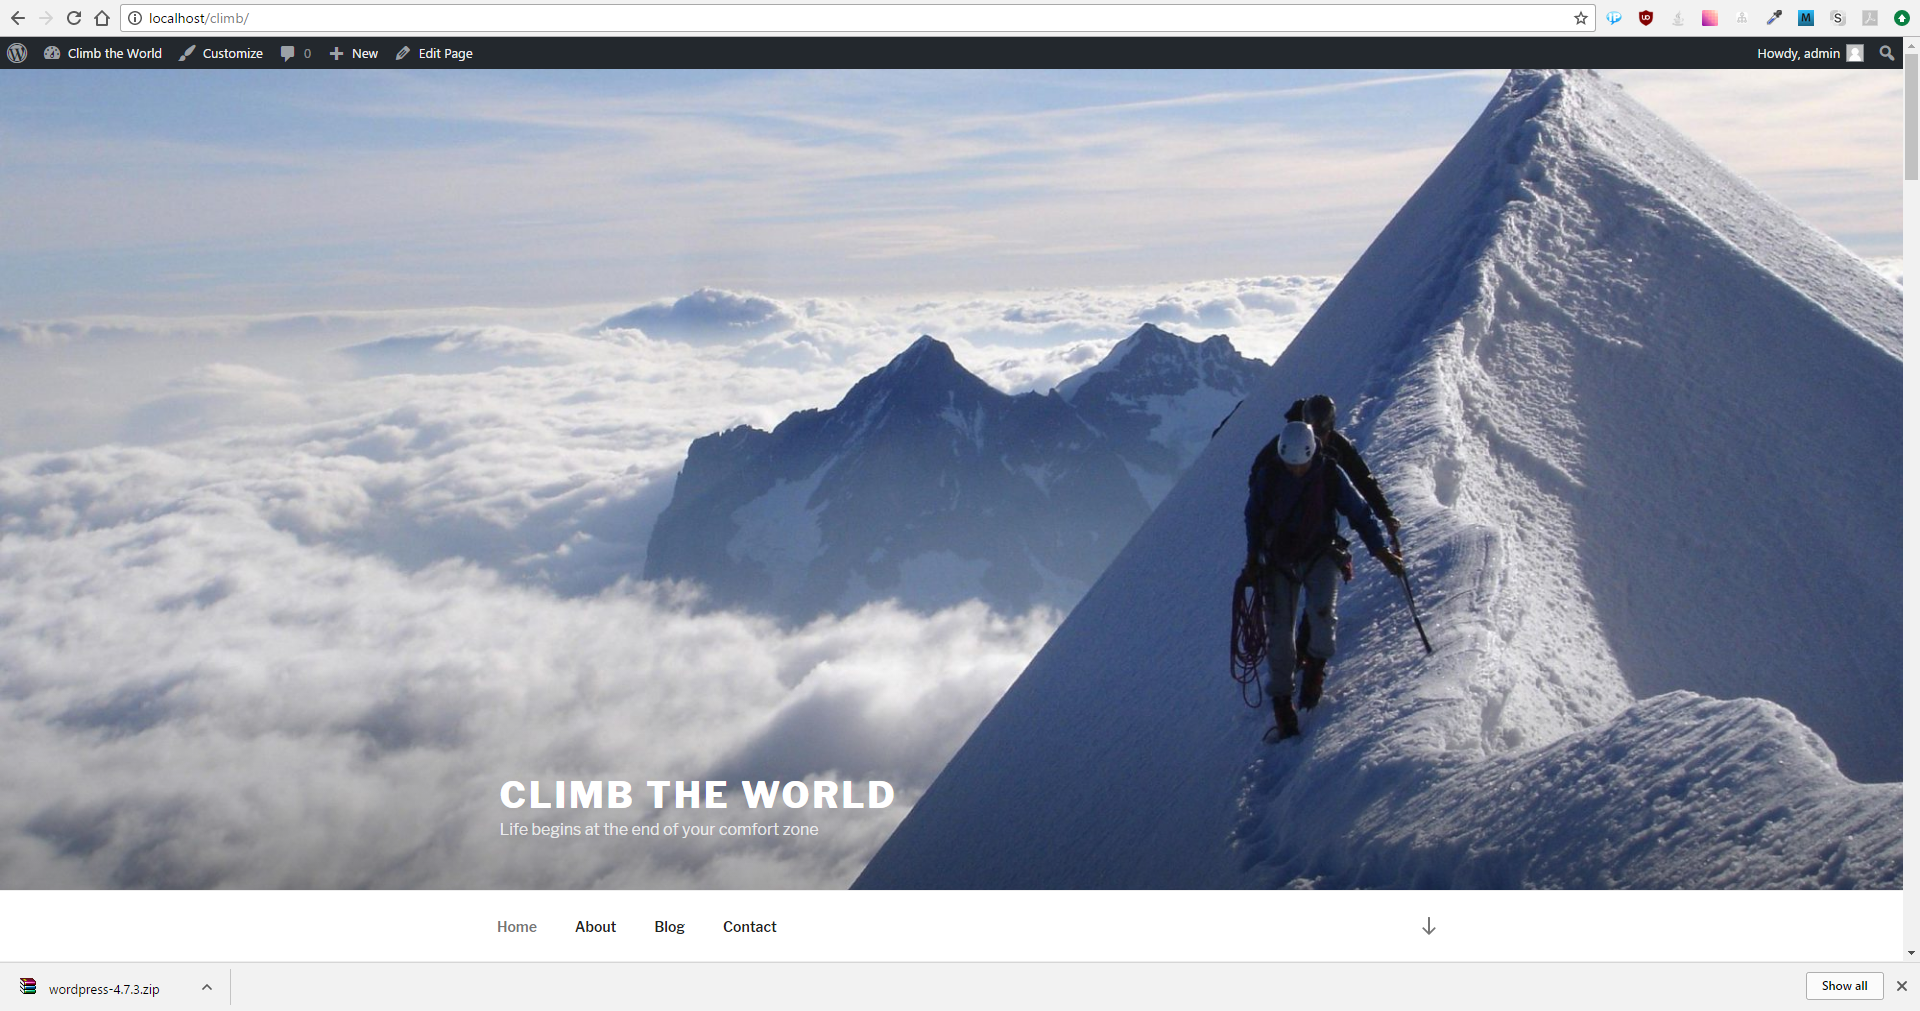 localhost/climb/
Climb the World Customize 0 New Edit Page Howdy, admin
CLIMB THE WORLD
Life begins at the end of your comfort zone
Home About Blog Contact
wordpress-4.7.3.zip Show all